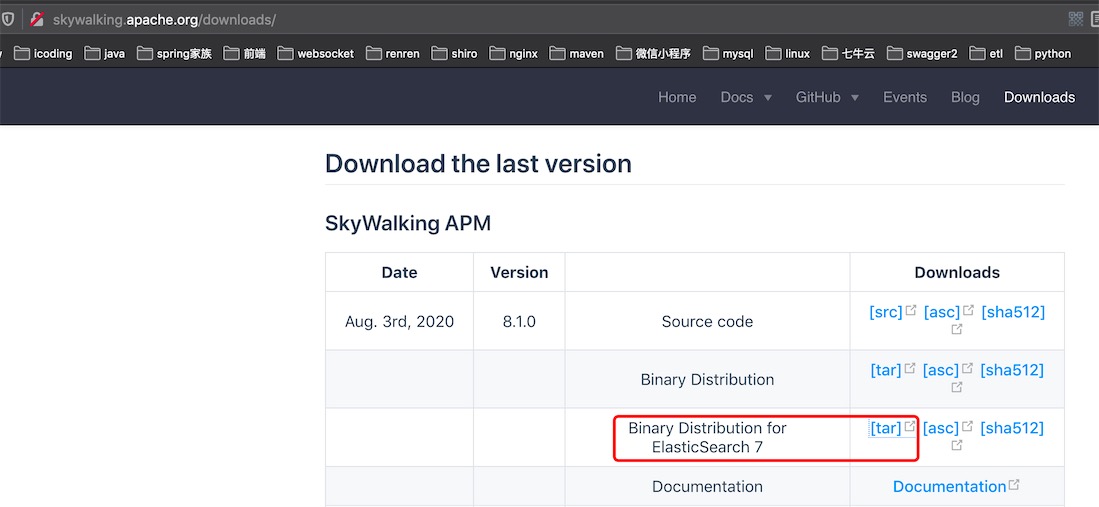 skywalking.apache.org/downloads/
icoding java spring家族 前端 websocket renren shiro nginx maven 微信小程序 mysql linux 七牛云 swagger2 etl python
Home Docs GitHub Events Blog Downloads
Download the last version
SkyWalking APM
Date Version Downloads
Aug. 3rd, 2020 8.1.0 Source code [src] [asc] [sha512]
Binary Distribution [tar] [asc] [sha512]
Binary Distribution for [tar] [asc] [sha512]
ElasticSearch 7
Documentation Documentation